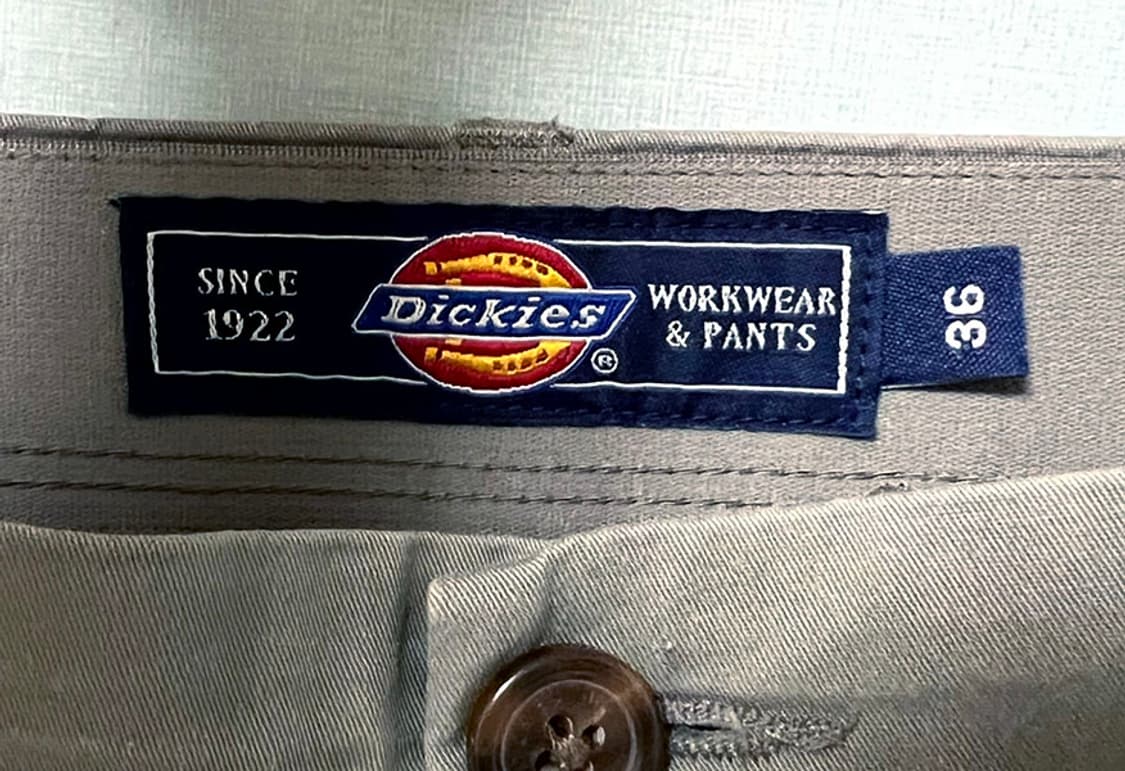 SINCE
1922
Dickies
®
WORKWEAR
& PANTS
36